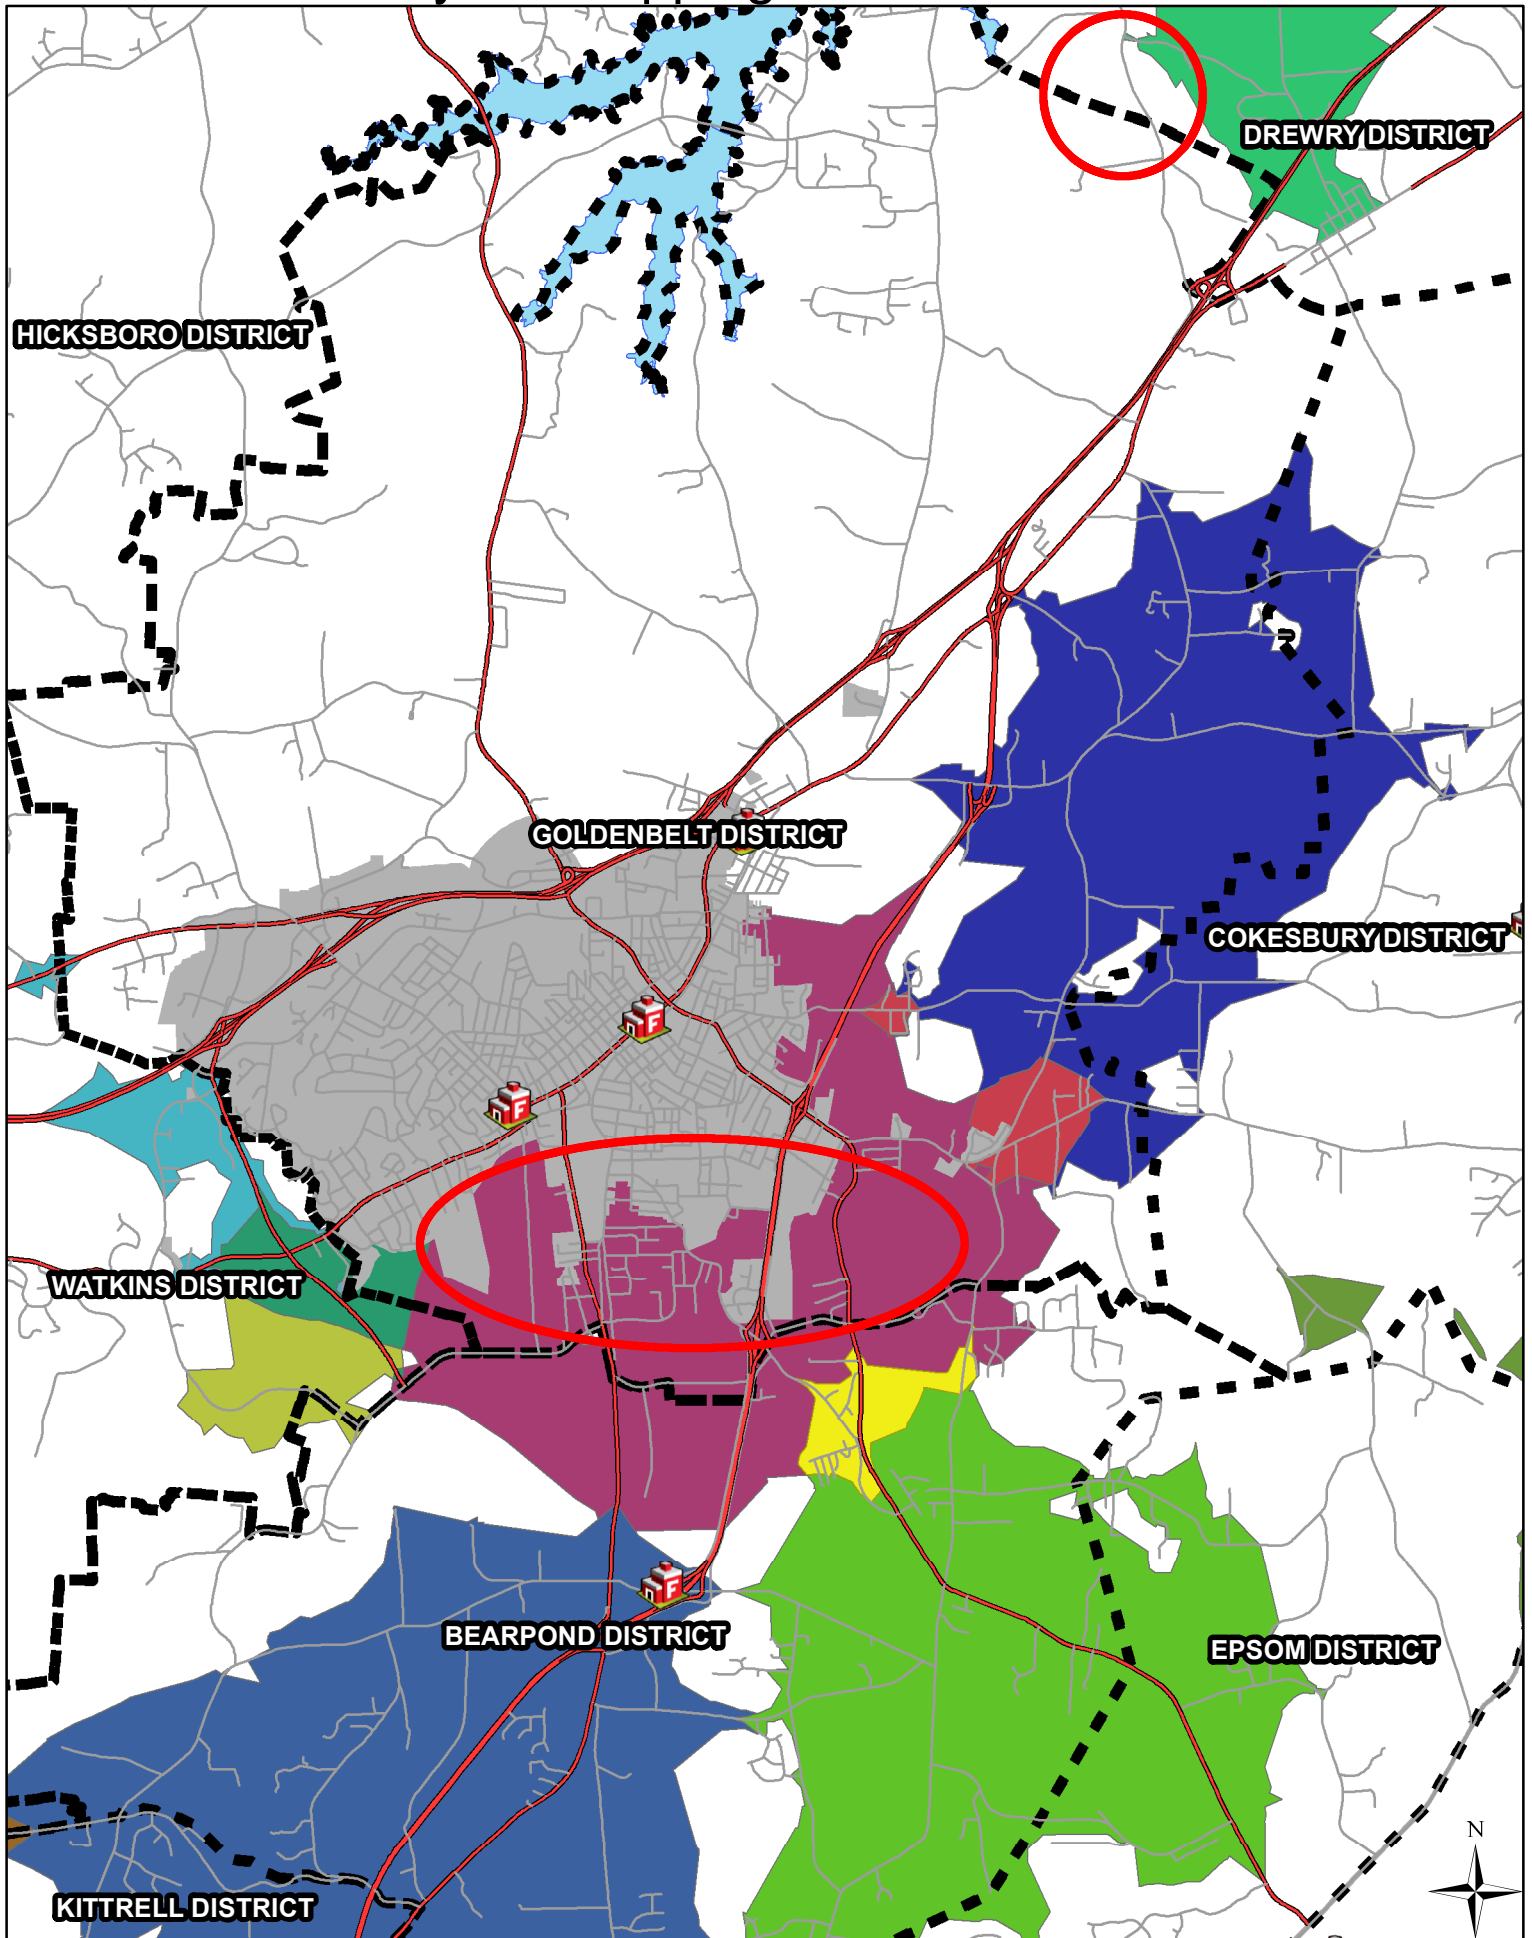 DREWRY DISTRICT
HICKSBORO DISTRICT
GOLDENBELT DISTRICT
COKESBURY DISTRICT
F
F
WATKINS DISTRICT
F
BEARPOND DISTRICT
EPSOM DISTRICT
N
KITTRELL DISTRICT